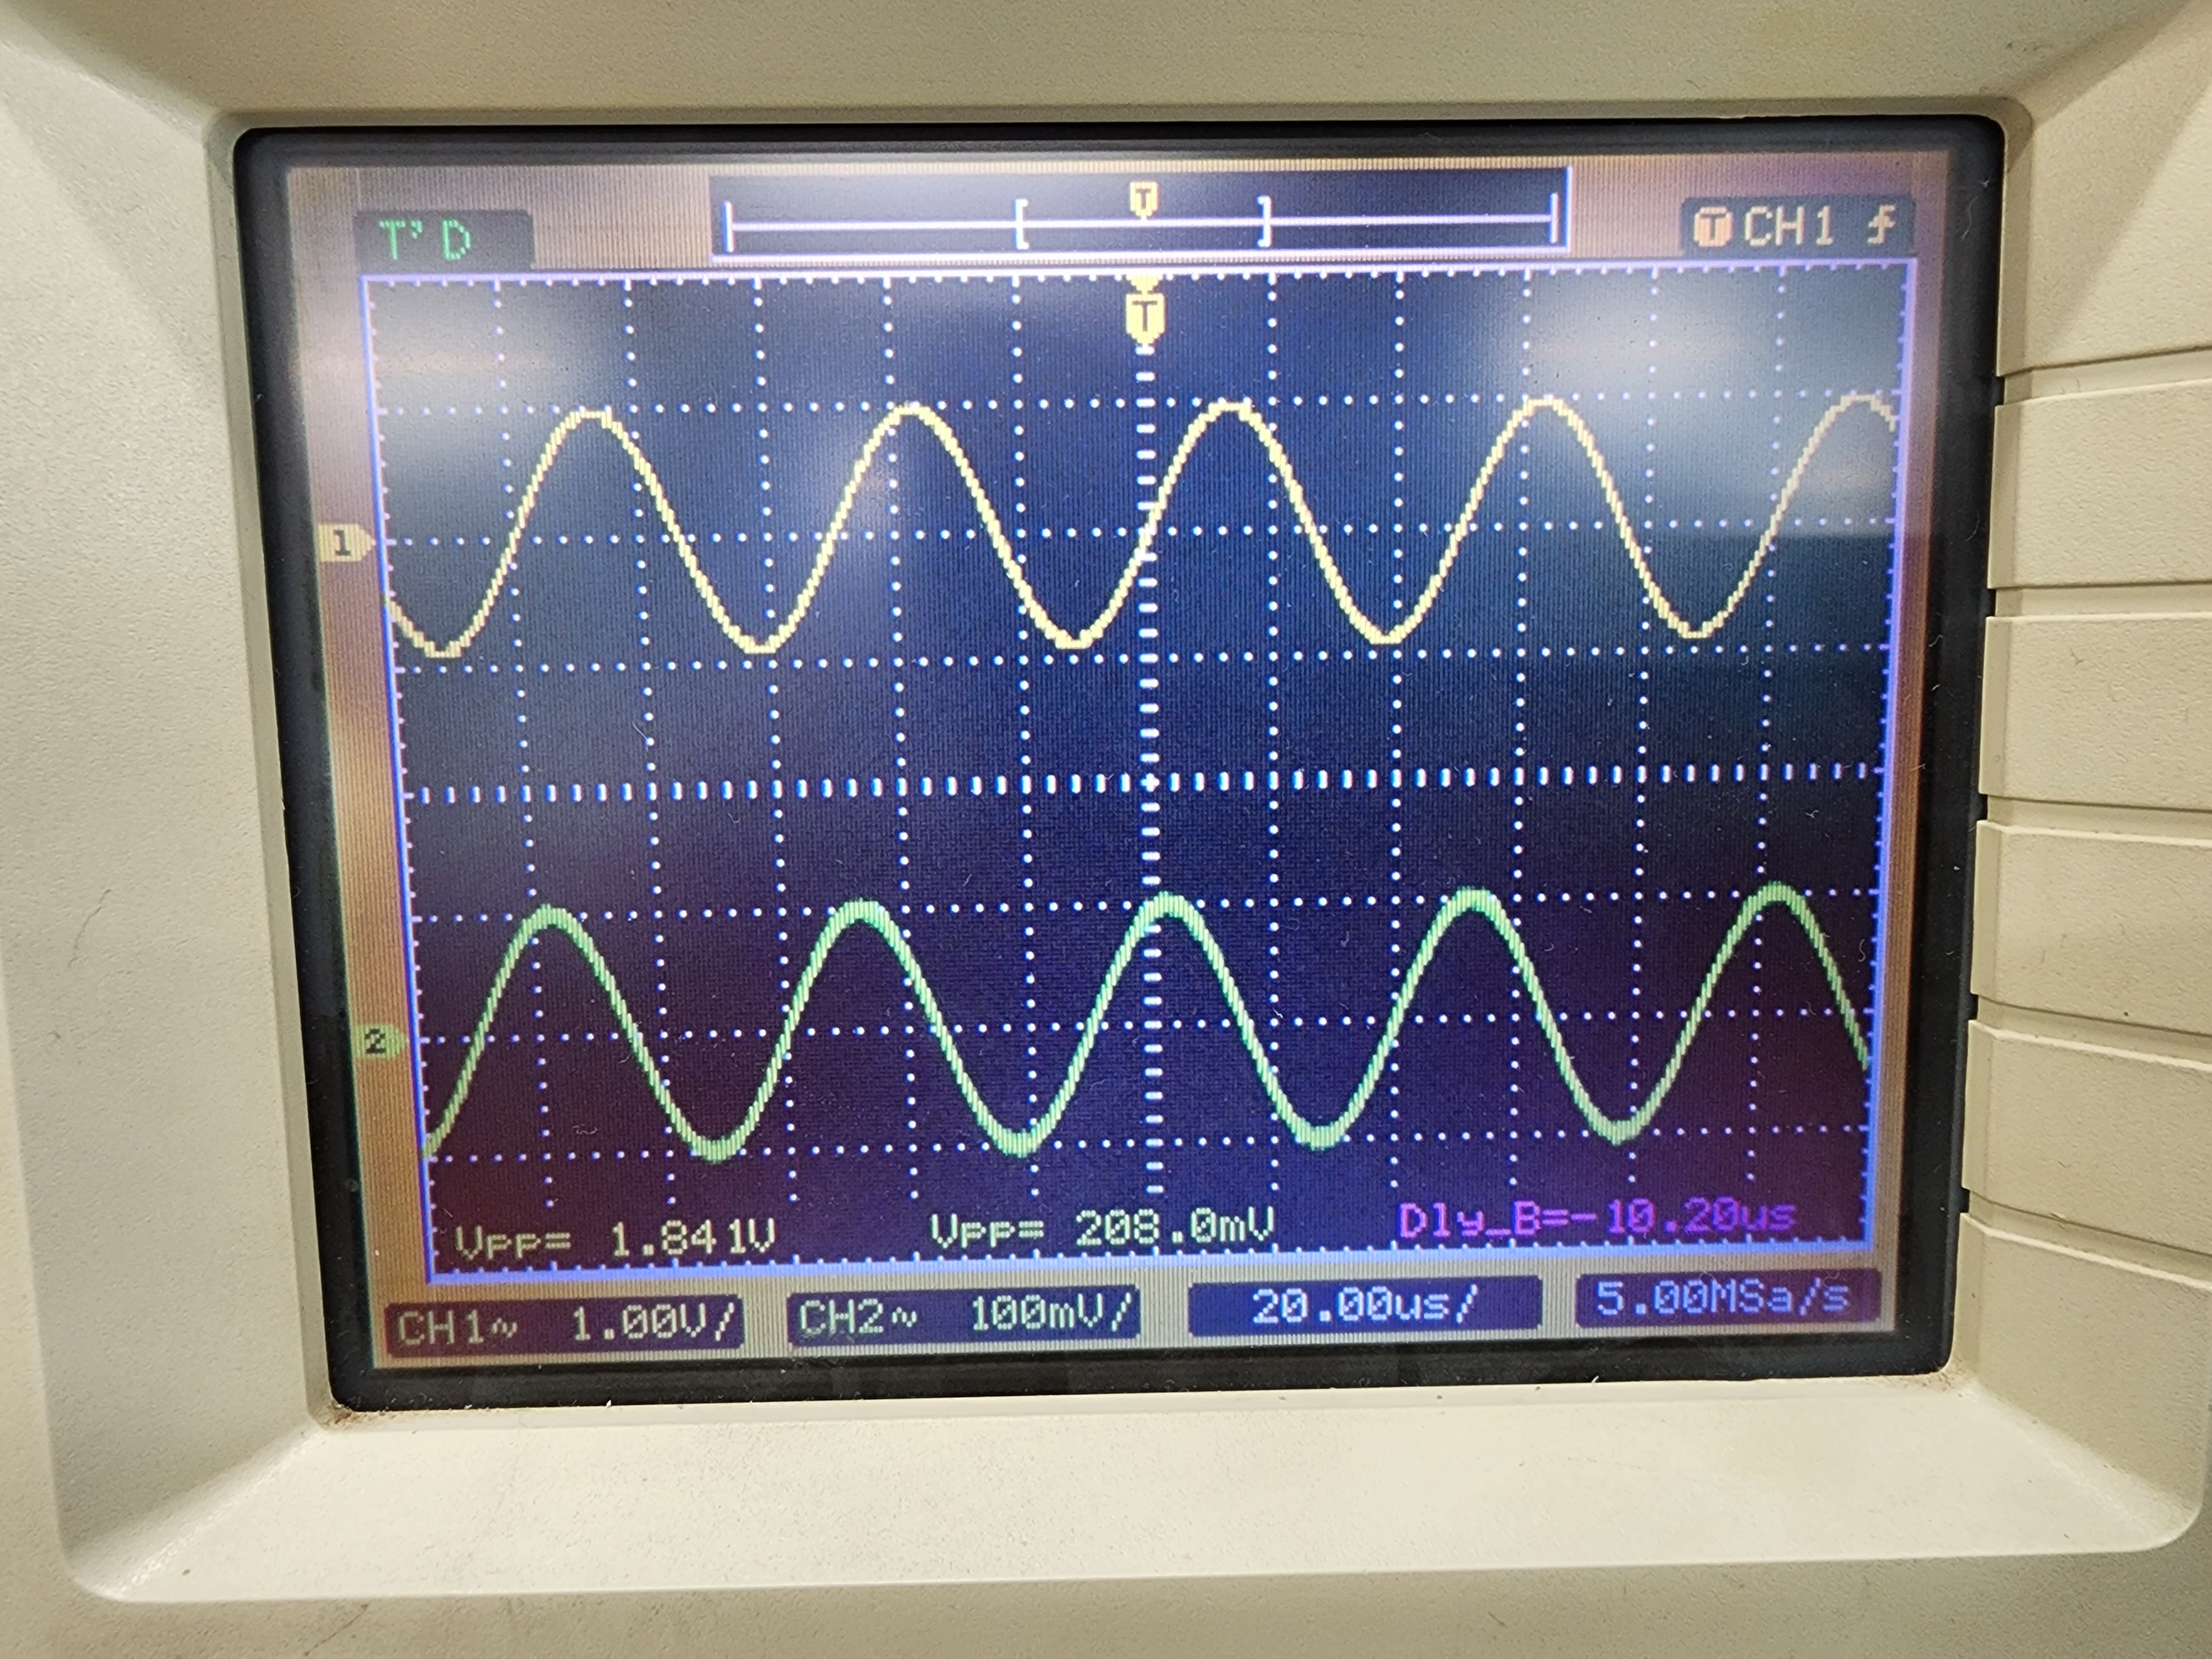 T
T'D
T CH1
T
1
2
Vpp= 1.841V Vpp= 208.0mV Dly_B=-10.20us
CH1~ 1.00V/ CH2~ 100mV/ 20.00us/ 5.00MSa/s